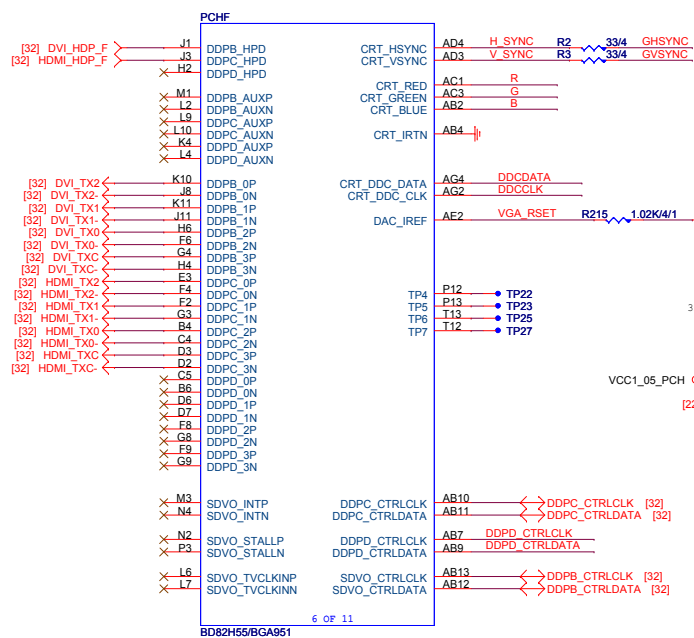 PCHF
[32] DVI_HDP_F J1 DDPB_HPD CRT_HSYNC AD4 H_SYNC R2 33/4 GHSYNC
[32] HDMI_HDP_F J3 DDPC_HPD CRT_VSYNC AD3 V_SYNC R3 33/4 GVSYNC
H2 DDPD_HPD
CRT_RED AC1 R
M1 DDPB_AUXP CRT_GREEN AC3 G
L2 DDPB_AUXN CRT_BLUE AB2 B
L9 DDPC_AUXP
L10 DDPC_AUXN CRT_IRTN AB4
K4 DDPD_AUXP
L4 DDPD_AUXN
[32] DVI_TX2 K10 DDPB_0P CRT_DDC_DATA AG4 DDCDATA
[32] DVI_TX2- J8 DDPB_0N CRT_DDC_CLK AG2 DDCCLK
[32] DVI_TX1 K11 DDPB_1P
[32] DVI_TX1- J11 DDPB_1N DAC_IREF AE2 VGA_RSET R215 1.02K/4/1
[32] DVI_TX0 H6 DDPB_2P
[32] DVI_TX0- F6 DDPB_2N
[32] DVI_TXC G4 DDPB_3P
[32] DVI_TXC- H4 DDPB_3N
[32] HDMI_TX2 E3 DDPC_0P
[32] HDMI_TX2- F4 DDPC_0N TP4 P12 TP22
[32] HDMI_TX1 F2 DDPC_1P TP5 P13 TP23
[32] HDMI_TX1- G3 DDPC_1N TP6 T13 TP25
[32] HDMI_TX0 B4 DDPC_2P TP7 T12 TP27
[32] HDMI_TX0- C4 DDPC_2N
[32] HDMI_TXC D3 DDPC_3P
[32] HDMI_TXC- D2 DDPC_3N
C5 DDPD_0P VCC1_05_PCH
B6 DDPD_0N
D6 DDPD_1P [22
D7 DDPD_1N
F8 DDPD_2P
G8 DDPD_2N
F9 DDPD_3P
G9 DDPD_3N
M3 SDVO_INTP DDPC_CTRLCLK AB10 DDPC_CTRLCLK [32]
N4 SDVO_INTN DDPC_CTRLDATA AB11 DDPC_CTRLDATA [32]
N2 SDVO_STALLP DDPD_CTRLCLK AB7 DDPD_CTRLCLK
P3 SDVO_STALLN DDPD_CTRLDATA AB9 DDPD_CTRLDATA
L6 SDVO_TVCLKINP SDVO_CTRLCLK AB13 DDPB_CTRLCLK [32]
L7 SDVO_TVCLKINN SDVO_CTRLDATA AB12 DDPB_CTRLDATA [32]
6 OF 11
BD82H55/BGA951